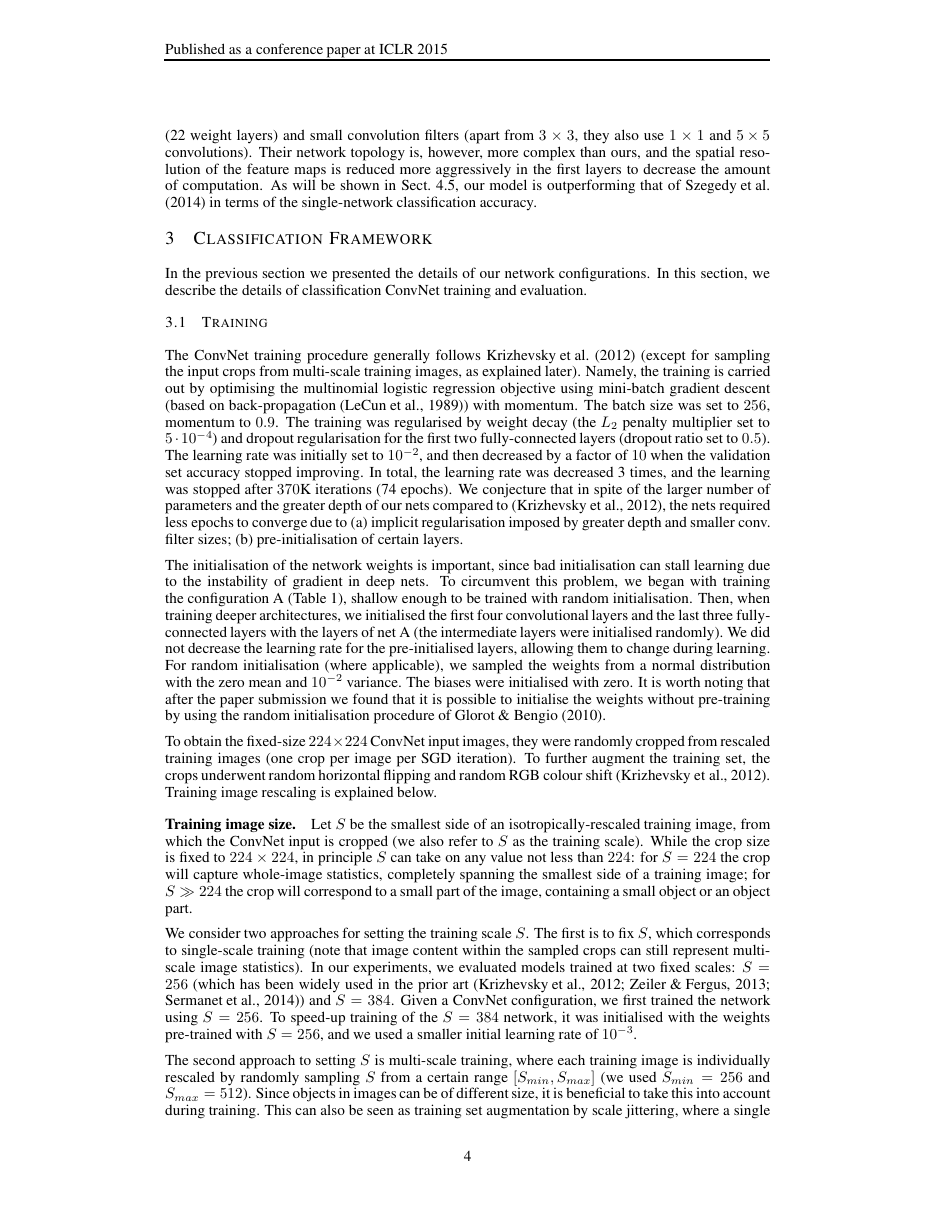 Published as a conference paper at ICLR 2015
(22 weight layers) and small convolution filters (apart from 3 × 3, they also use 1 × 1 and 5 × 5
convolutions). Their network topology is, however, more complex than ours, and the spatial reso-
lution of the feature maps is reduced more aggressively in the first layers to decrease the amount
of computation. As will be shown in Sect. 4.5, our model is outperforming that of Szegedy et al.
(2014) in terms of the single-network classification accuracy.
3 CLASSIFICATION FRAMEWORK
In the previous section we presented the details of our network configurations. In this section, we
describe the details of classification ConvNet training and evaluation.
3.1 TRAINING
The ConvNet training procedure generally follows Krizhevsky et al. (2012) (except for sampling
the input crops from multi-scale training images, as explained later). Namely, the training is carried
out by optimising the multinomial logistic regression objective using mini-batch gradient descent
(based on back-propagation (LeCun et al., 1989)) with momentum. The batch size was set to 256,
momentum to 0.9. The training was regularised by weight decay (the L₂ penalty multiplier set to
5 · 10⁻⁴) and dropout regularisation for the first two fully-connected layers (dropout ratio set to 0.5).
The learning rate was initially set to 10⁻², and then decreased by a factor of 10 when the validation
set accuracy stopped improving. In total, the learning rate was decreased 3 times, and the learning
was stopped after 370K iterations (74 epochs). We conjecture that in spite of the larger number of
parameters and the greater depth of our nets compared to (Krizhevsky et al., 2012), the nets required
less epochs to converge due to (a) implicit regularisation imposed by greater depth and smaller conv.
filter sizes; (b) pre-initialisation of certain layers.
The initialisation of the network weights is important, since bad initialisation can stall learning due
to the instability of gradient in deep nets. To circumvent this problem, we began with training
the configuration A (Table 1), shallow enough to be trained with random initialisation. Then, when
training deeper architectures, we initialised the first four convolutional layers and the last three fully-
connected layers with the layers of net A (the intermediate layers were initialised randomly). We did
not decrease the learning rate for the pre-initialised layers, allowing them to change during learning.
For random initialisation (where applicable), we sampled the weights from a normal distribution
with the zero mean and 10⁻² variance. The biases were initialised with zero. It is worth noting that
after the paper submission we found that it is possible to initialise the weights without pre-training
by using the random initialisation procedure of Glorot & Bengio (2010).
To obtain the fixed-size 224×224 ConvNet input images, they were randomly cropped from rescaled
training images (one crop per image per SGD iteration). To further augment the training set, the
crops underwent random horizontal flipping and random RGB colour shift (Krizhevsky et al., 2012).
Training image rescaling is explained below.
Training image size. Let S be the smallest side of an isotropically-rescaled training image, from
which the ConvNet input is cropped (we also refer to S as the training scale). While the crop size
is fixed to 224 × 224, in principle S can take on any value not less than 224: for S = 224 the crop
will capture whole-image statistics, completely spanning the smallest side of a training image; for
S ≫ 224 the crop will correspond to a small part of the image, containing a small object or an object
part.
We consider two approaches for setting the training scale S. The first is to fix S, which corresponds
to single-scale training (note that image content within the sampled crops can still represent multi-
scale image statistics). In our experiments, we evaluated models trained at two fixed scales: S =
256 (which has been widely used in the prior art (Krizhevsky et al., 2012; Zeiler & Fergus, 2013;
Sermanet et al., 2014)) and S = 384. Given a ConvNet configuration, we first trained the network
using S = 256. To speed-up training of the S = 384 network, it was initialised with the weights
pre-trained with S = 256, and we used a smaller initial learning rate of 10⁻³.
The second approach to setting S is multi-scale training, where each training image is individually
rescaled by randomly sampling S from a certain range [Smin, Smax] (we used Smin = 256 and
Smax = 512). Since objects in images can be of different size, it is beneficial to take this into account
during training. This can also be seen as training set augmentation by scale jittering, where a single
4